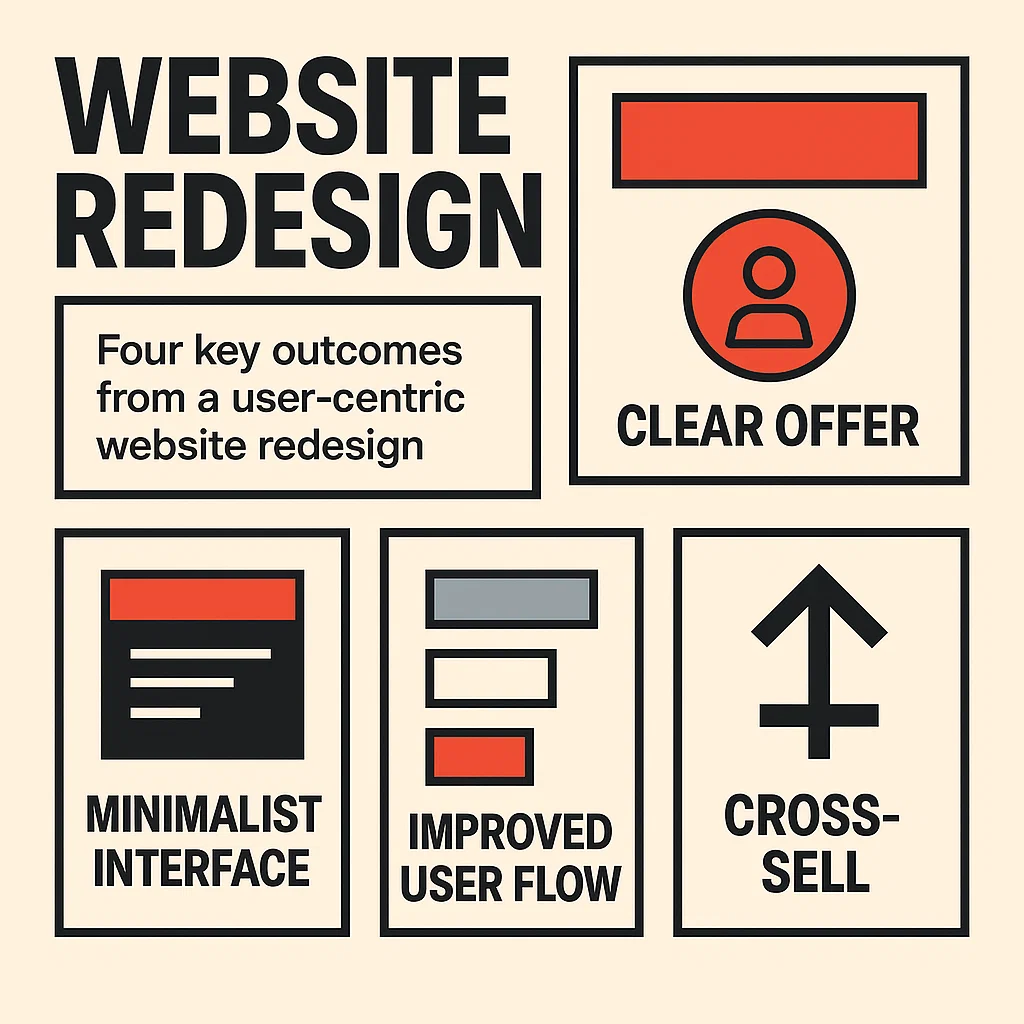 WEBSITE
REDESIGN
Four key outcomes
from a user-centric
website redesign
CLEAR OFFER
MINIMALIST
INTERFACE
IMPROVED
USER FLOW
CROSS-
SELL